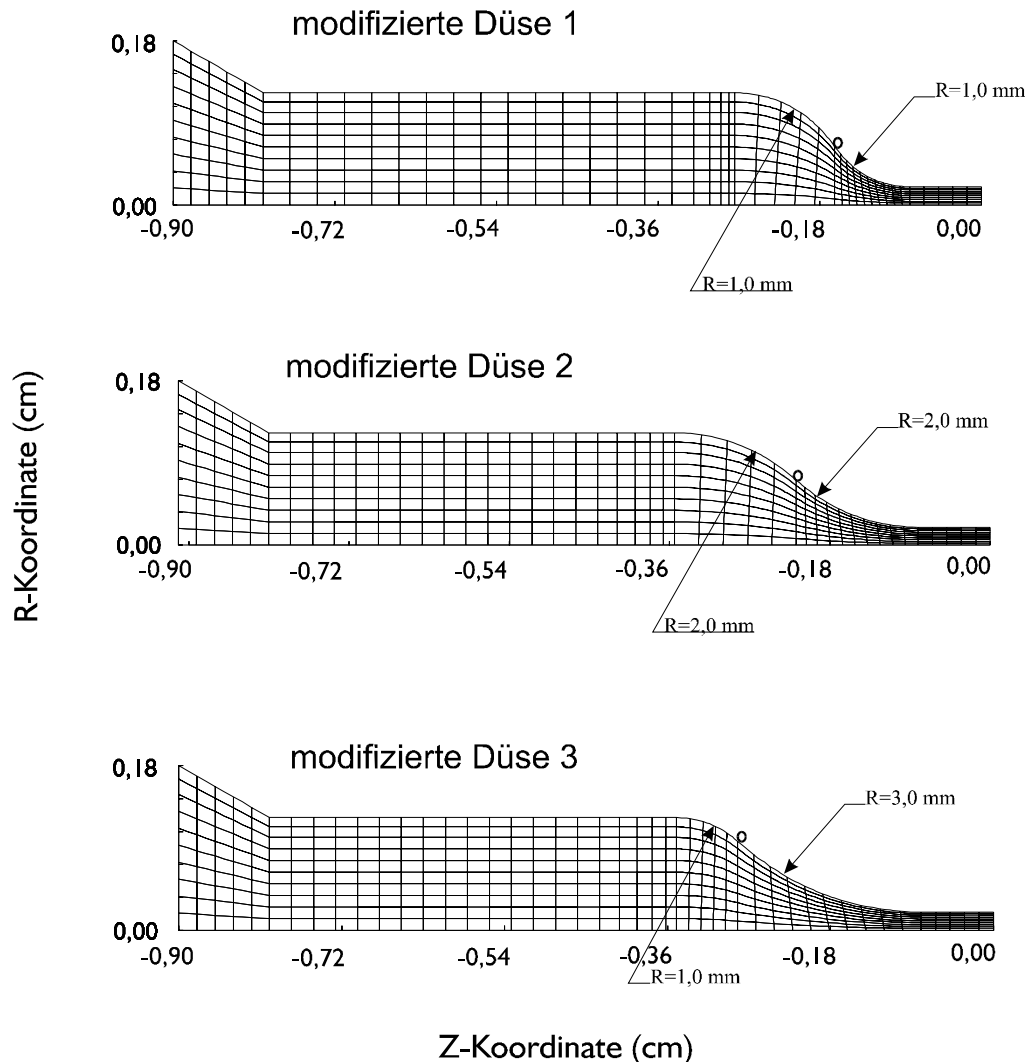 modifizierte Düse 1
0,18
R=1,0 mm
0,00
-0,90 -0,72 -0,54 -0,36 -0,18 0,00
R=1,0 mm
modifizierte Düse 2
0,18
R=2,0 mm
0,00
-0,90 -0,72 -0,54 -0,36 -0,18 0,00
R=2,0 mm
R-Koordinate (cm)
modifizierte Düse 3
0,18
R=3,0 mm
0,00
-0,90 -0,72 -0,54 -0,36 -0,18 0,00
R=1,0 mm
Z-Koordinate (cm)